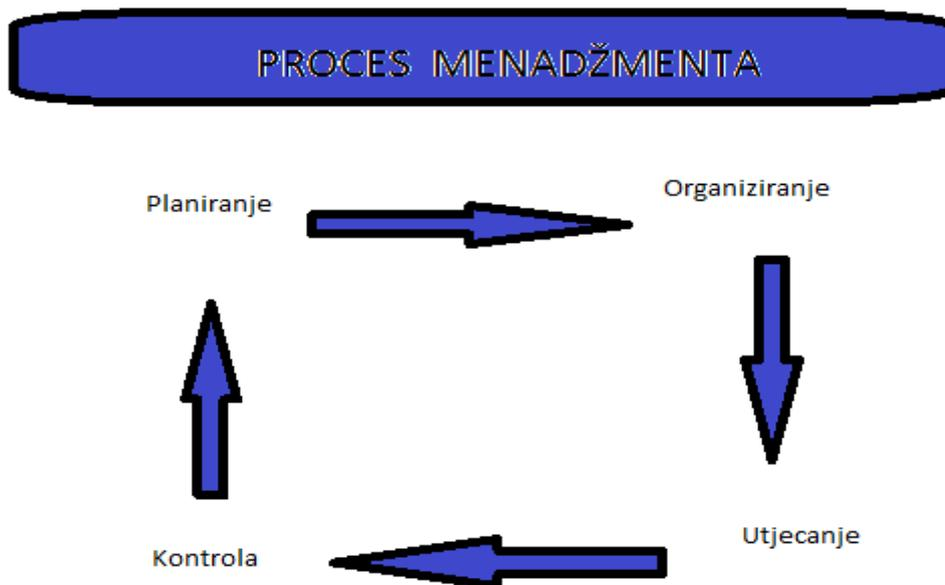 PROCES MENADŽMENTA
Planiranje
Organiziranje
Utjecanje
Kontrola